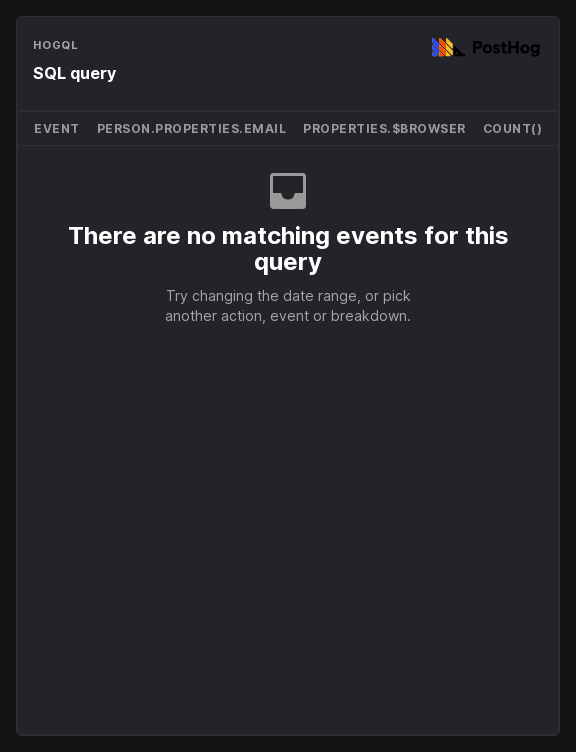 HOGQL
PostHog
SQL query
EVENT PERSON.PROPERTIES.EMAIL PROPERTIES.$BROWSER COUNT()
There are no matching events for this
query
Try changing the date range, or pick
another action, event or breakdown.